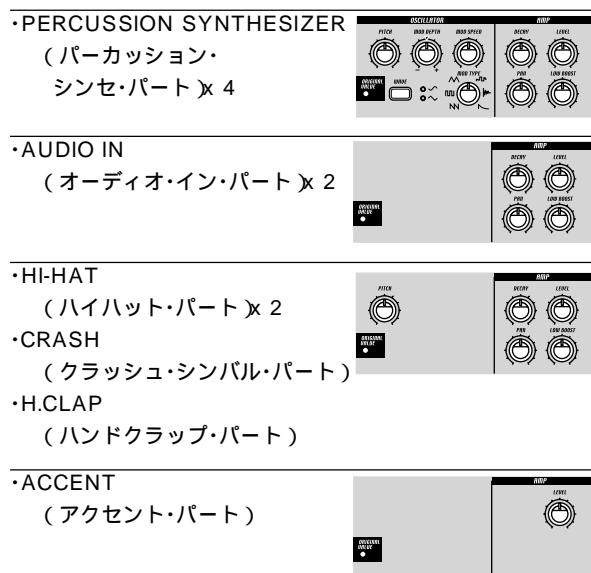 ・PERCUSSION SYNTHESIZER
（パーカッション・
シンセ・パート）x 4
OSCILLATOR AMP
PITCH MOD DEPTH MOD SPEED DECAY LEVEL
- +
ORIGINAL VALUE WAVE MOD TYPE PAN LOW BOOST
・AUDIO IN
（オーディオ・イン・パート）x 2
AMP
DECAY LEVEL
PAN LOW BOOST
ORIGINAL VALUE
・HI-HAT
（ハイハット・パート）x 2
・CRASH
（クラッシュ・シンバル・パート）
・H.CLAP
（ハンドクラップ・パート）
AMP
PITCH DECAY LEVEL
ORIGINAL VALUE PAN LOW BOOST
・ACCENT
（アクセント・パート）
AMP
LEVEL
ORIGINAL VALUE